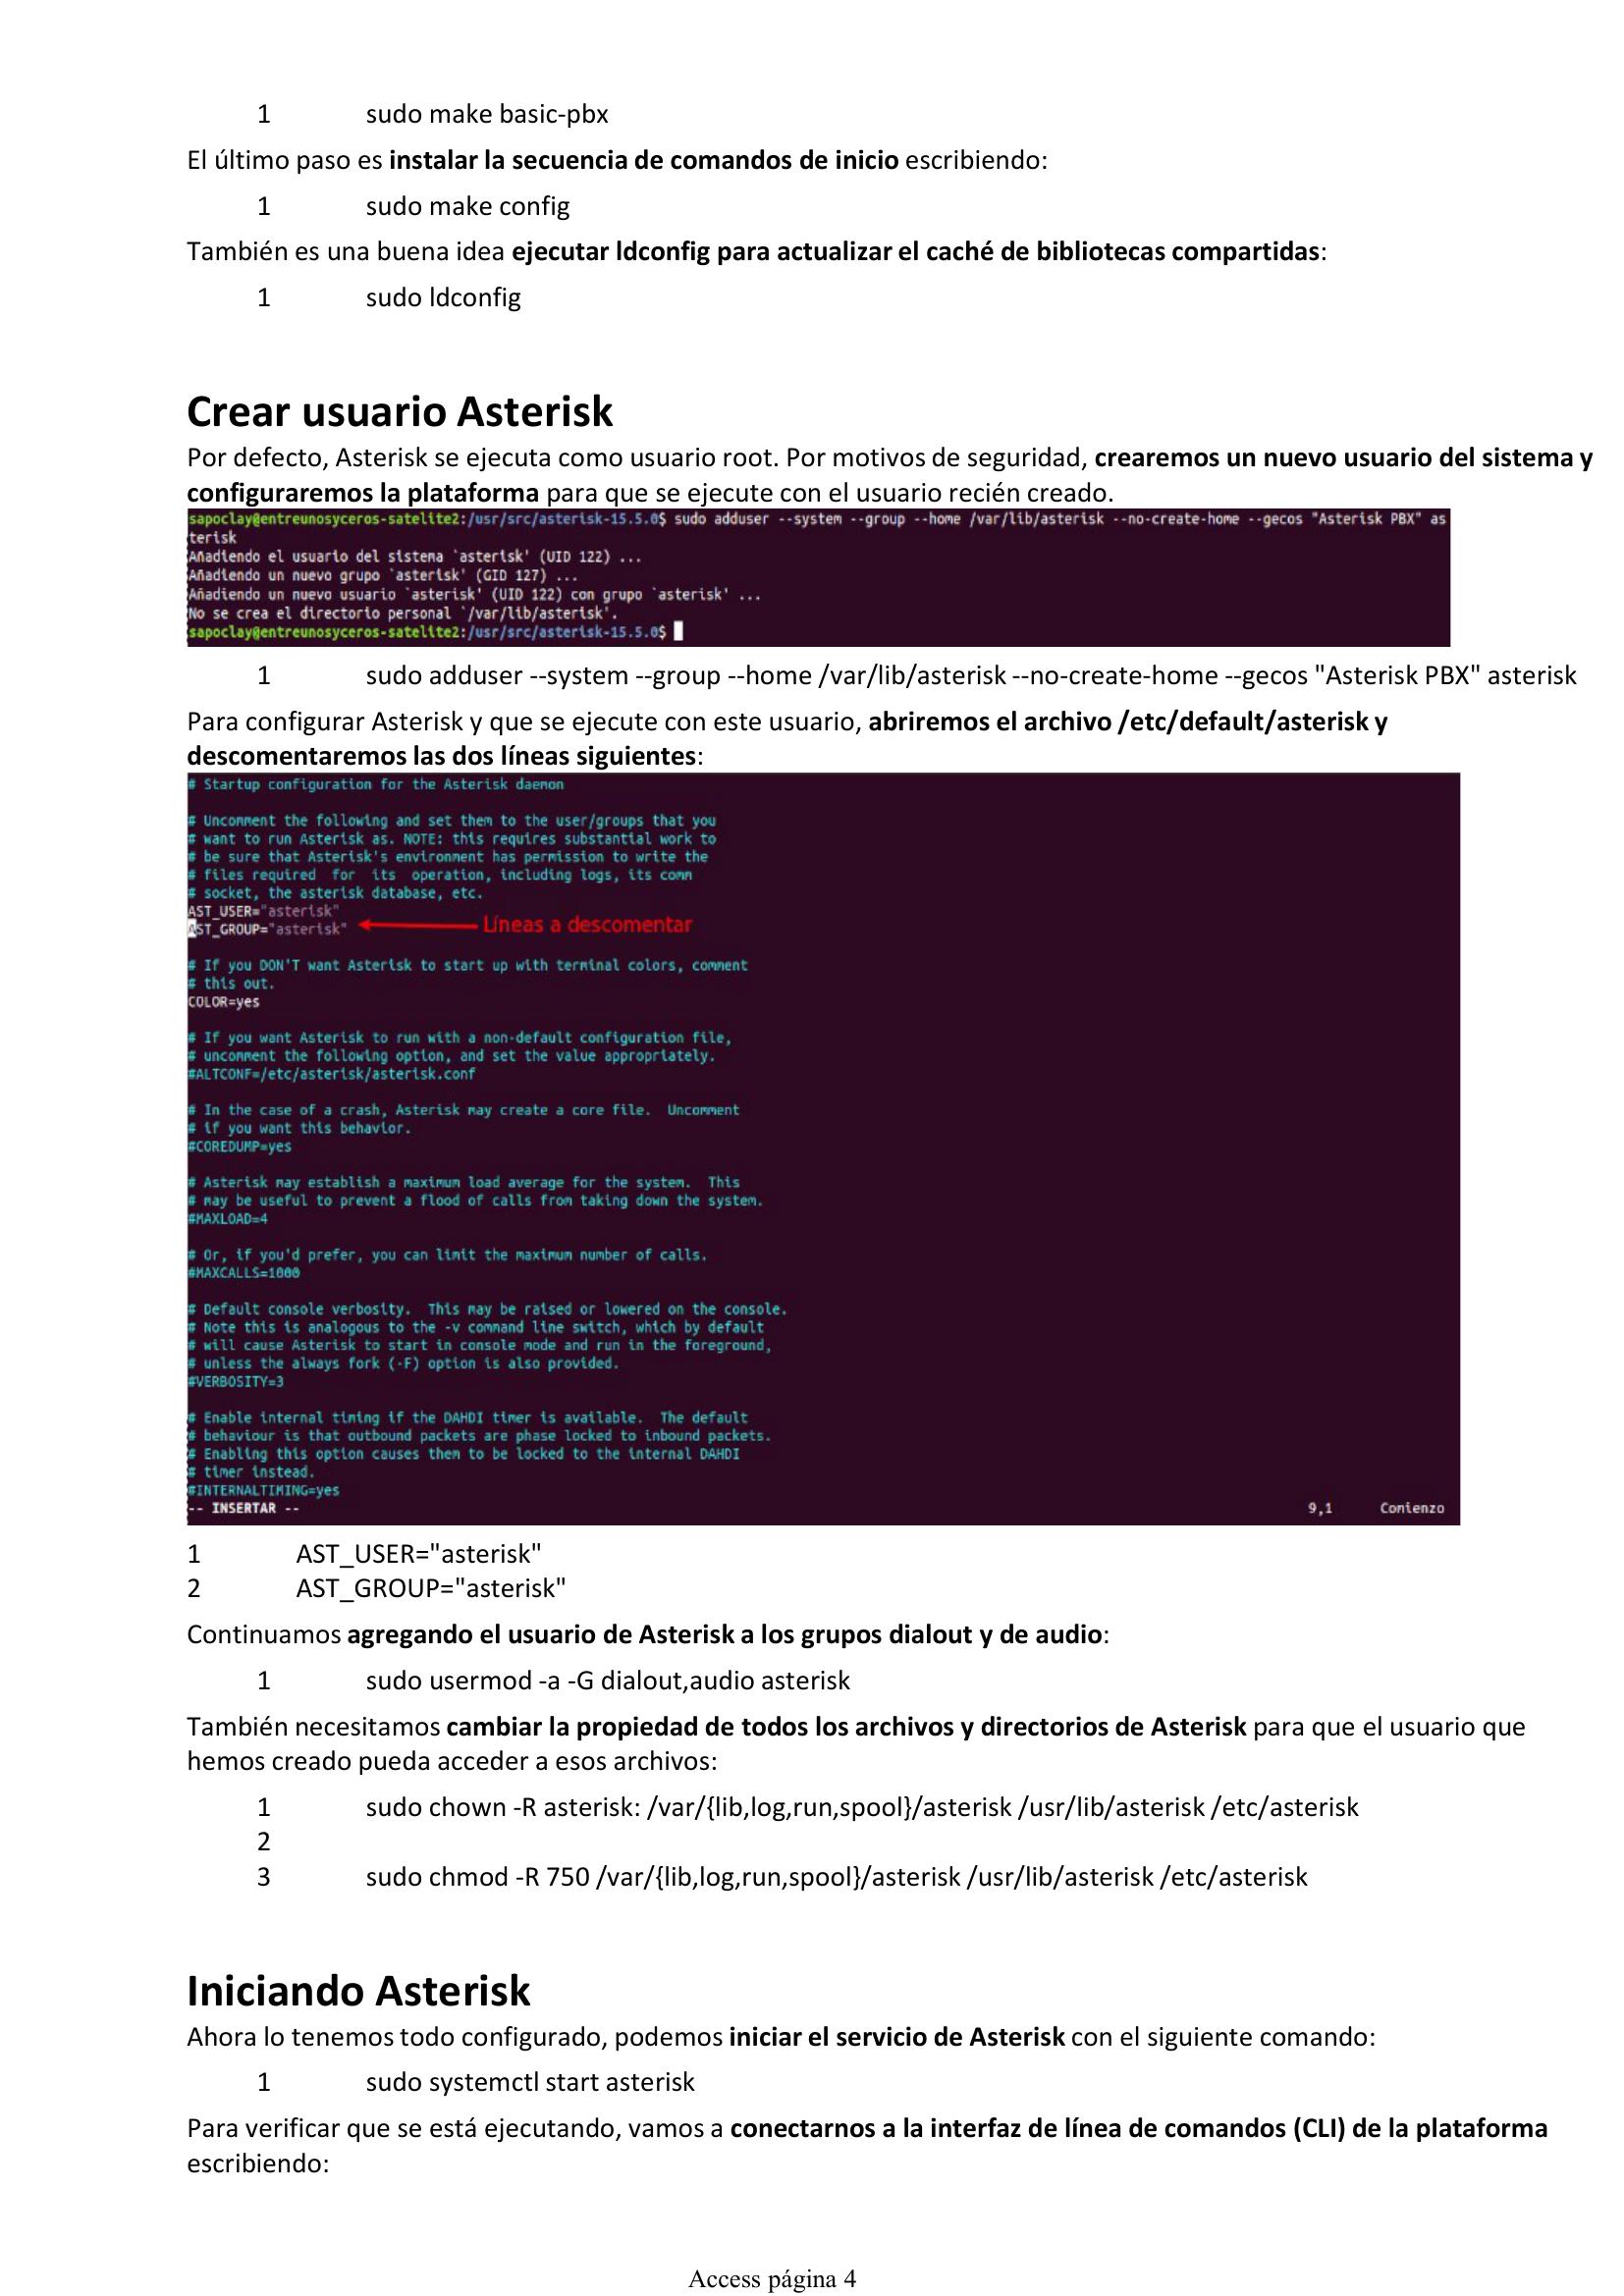 1 sudo make basic-pbx
El último paso es instalar la secuencia de comandos de inicio escribiendo:
1 sudo make config
También es una buena idea ejecutar ldconfig para actualizar el caché de bibliotecas compartidas:
1 sudo ldconfig
Crear usuario Asterisk
Por defecto, Asterisk se ejecuta como usuario root. Por motivos de seguridad, crearemos un nuevo usuario del sistema y
configuraremos la plataforma para que se ejecute con el usuario recién creado.
sapoclay@entreunosyceros-satelite2:/usr/src/asterisk-15.5.0$ sudo adduser --system --group --home /var/lib/asterisk --no-create-home --gecos "Asterisk PBX" as
terisk
Añadiendo el usuario del sistema `asterisk' (UID 122) ...
Añadiendo un nuevo grupo `asterisk' (GID 127) ...
Añadiendo un nuevo usuario `asterisk' (UID 122) con grupo `asterisk' ...
No se crea el directorio personal `/var/lib/asterisk'.
sapoclay@entreunosyceros-satelite2:/usr/src/asterisk-15.5.0$
1 sudo adduser --system --group --home /var/lib/asterisk --no-create-home --gecos "Asterisk PBX" asterisk
Para configurar Asterisk y que se ejecute con este usuario, abriremos el archivo /etc/default/asterisk y
descomentaremos las dos líneas siguientes:
# Startup configuration for the Asterisk daemon
# Uncomment the following and set them to the user/groups that you
# want to run Asterisk as. NOTE: this requires substantial work to
# be sure that Asterisk's environment has permission to write the
# files required  for  its  operation, including logs, its comm
# socket, the asterisk database, etc.
AST_USER="asterisk"
AST_GROUP="asterisk" Líneas a descomentar
# If you DON'T want Asterisk to start up with terminal colors, comment
# this out.
COLOR=yes
# If you want Asterisk to run with a non-default configuration file,
# uncomment the following option, and set the value appropriately.
#ALTCONF=/etc/asterisk/asterisk.conf
# In the case of a crash, Asterisk may create a core file.  Uncomment
# if you want this behavior.
#COREDUMP=yes
# Asterisk may establish a maximum load average for the system.  This
# may be useful to prevent a flood of calls from taking down the system.
#MAXLOAD=4
# Or, if you'd prefer, you can limit the maximum number of calls.
#MAXCALLS=1000
# Default console verbosity.  This may be raised or lowered on the console.
# Note this is analogous to the -v command line switch, which by default
# will cause Asterisk to start in console mode and run in the foreground,
# unless the always fork (-F) option is also provided.
#VERBOSITY=3
# Enable internal timing if the DAHDI timer is available.  The default
# behaviour is that outbound packets are phase locked to inbound packets.
# Enabling this option causes them to be locked to the internal DAHDI
# timer instead.
#INTERNALTIMING=yes
-- INSERTAR -- 9,1 Comienzo
1 AST_USER="asterisk"
2 AST_GROUP="asterisk"
Continuamos agregando el usuario de Asterisk a los grupos dialout y de audio:
1 sudo usermod -a -G dialout,audio asterisk
También necesitamos cambiar la propiedad de todos los archivos y directorios de Asterisk para que el usuario que
hemos creado pueda acceder a esos archivos:
1 sudo chown -R asterisk: /var/{lib,log,run,spool}/asterisk /usr/lib/asterisk /etc/asterisk
2
3 sudo chmod -R 750 /var/{lib,log,run,spool}/asterisk /usr/lib/asterisk /etc/asterisk
Iniciando Asterisk
Ahora lo tenemos todo configurado, podemos iniciar el servicio de Asterisk con el siguiente comando:
1 sudo systemctl start asterisk
Para verificar que se está ejecutando, vamos a conectarnos a la interfaz de línea de comandos (CLI) de la plataforma
escribiendo:
Access página 4